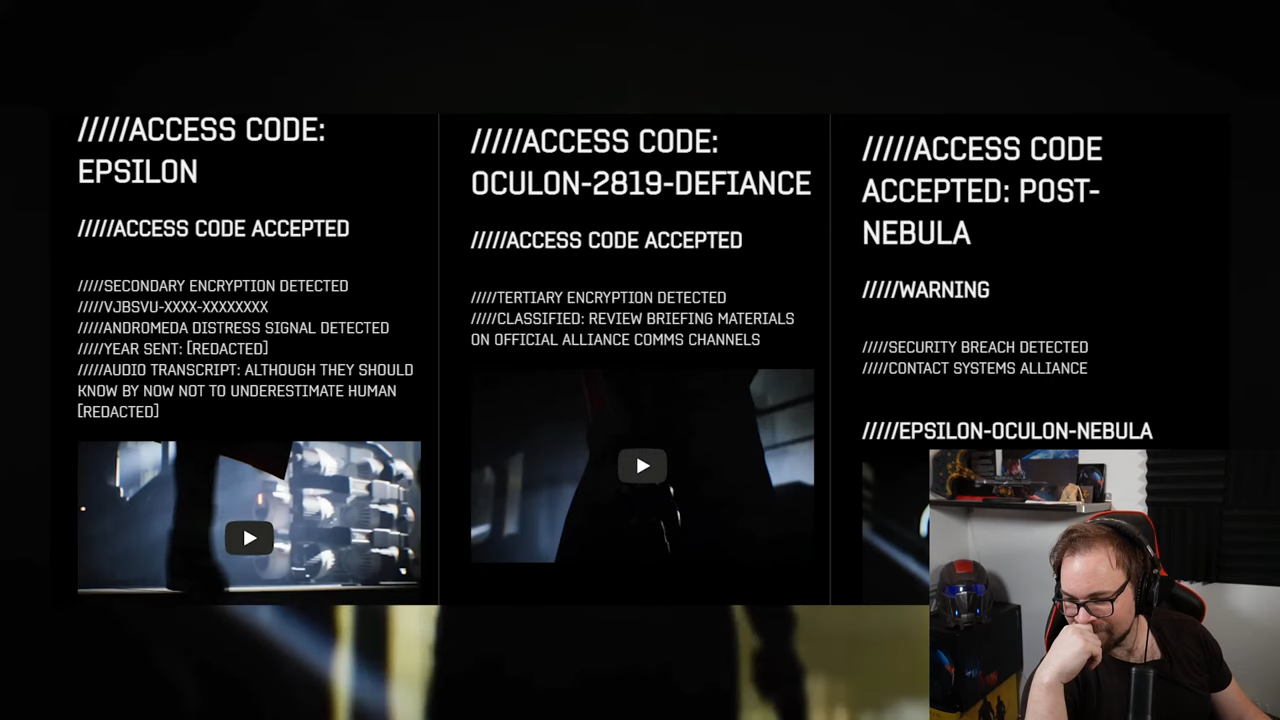 /////ACCESS CODE:
EPSILON
/////ACCESS CODE ACCEPTED
/////SECONDARY ENCRYPTION DETECTED
/////VJBSVU-XXXX-XXXXXXXX
/////ANDROMEDA DISTRESS SIGNAL DETECTED
/////YEAR SENT: [REDACTED]
/////AUDIO TRANSCRIPT: ALTHOUGH THEY SHOULD
KNOW BY NOW NOT TO UNDERESTIMATE HUMAN
[REDACTED]
/////ACCESS CODE:
OCULON-2819-DEFIANCE
/////ACCESS CODE ACCEPTED
/////TERTIARY ENCRYPTION DETECTED
/////CLASSIFIED: REVIEW BRIEFING MATERIALS
ON OFFICIAL ALLIANCE COMMS CHANNELS
/////ACCESS CODE
ACCEPTED: POST-
NEBULA
/////WARNING
/////SECURITY BREACH DETECTED
/////CONTACT SYSTEMS ALLIANCE
/////EPSILON-OCULON-NEBULA